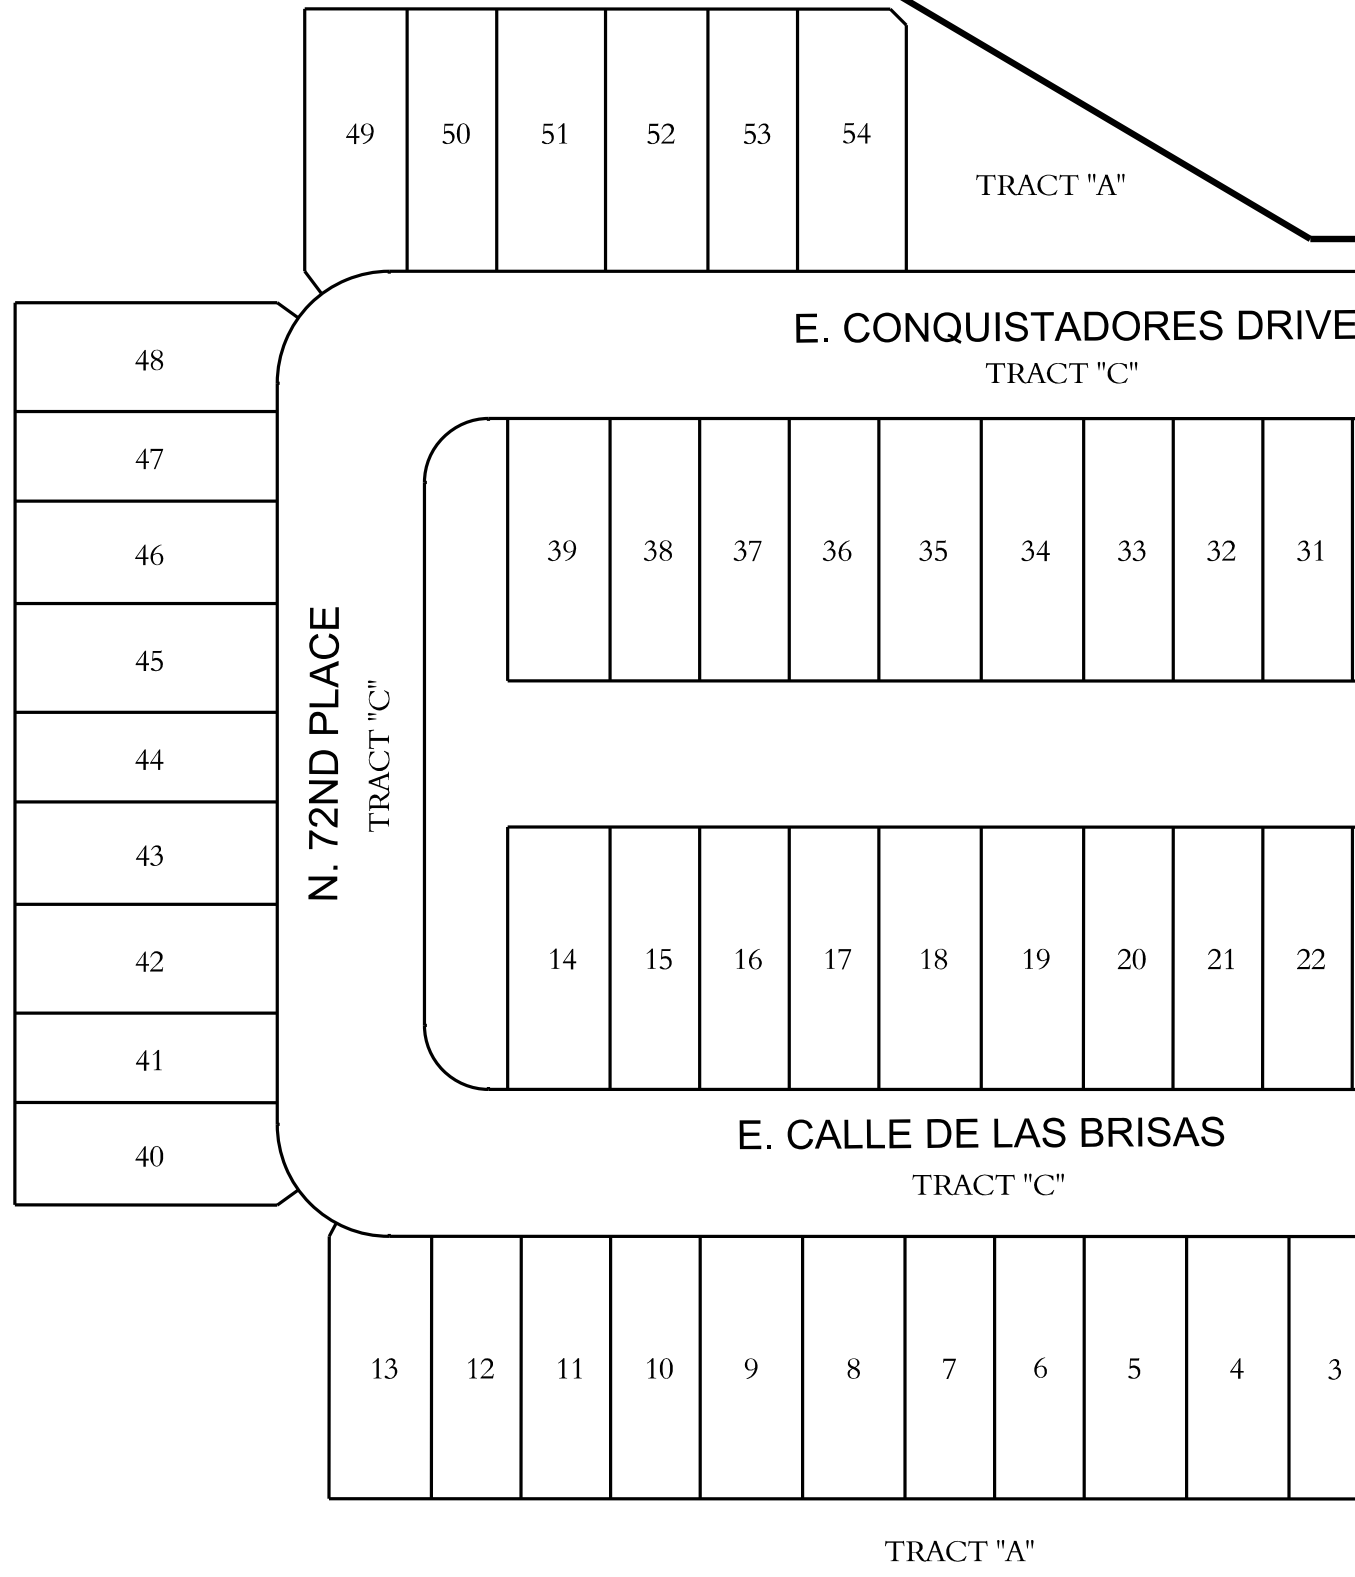 49 50 51 52 53 54
TRACT "A"
E. CONQUISTADORES DRIVE
TRACT "C"
48
47
46
45
44
43
42
41
40
N. 72ND PLACE
TRACT "C"
39 38 37 36 35 34 33 32 31
14 15 16 17 18 19 20 21 22
E. CALLE DE LAS BRISAS
TRACT "C"
13 12 11 10 9 8 7 6 5 4 3
TRACT "A"